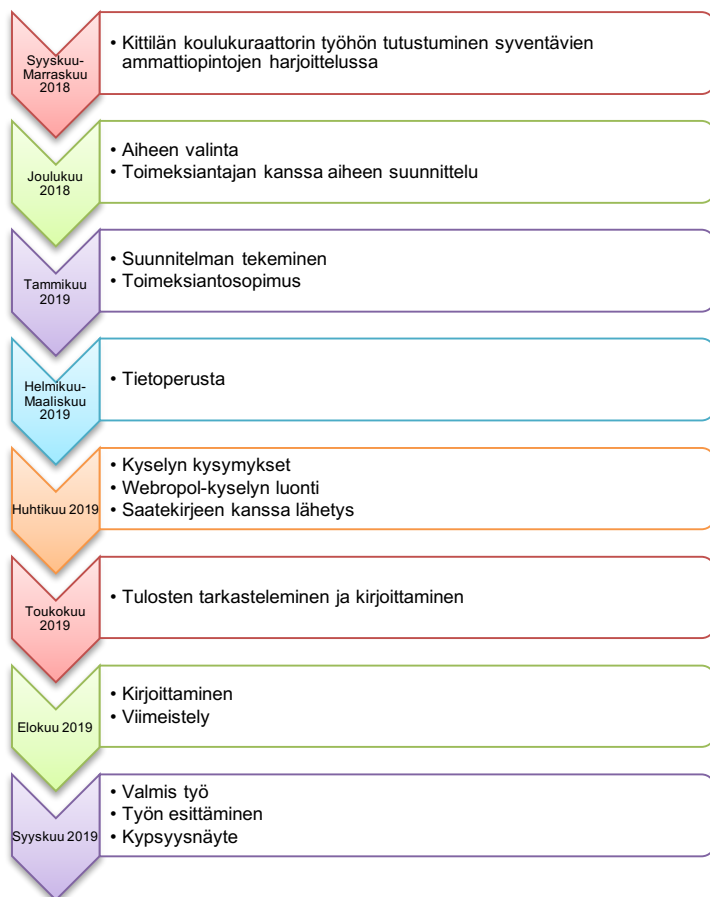 Syyskuu-
Marraskuu
2018
• Kittilän koulukuraattorin työhön tutustuminen syventävien
ammattiopintojen harjoittelussa
Joulukuu
2018
• Aiheen valinta
• Toimeksiantajan kanssa aiheen suunnittelu
Tammikuu
2019
• Suunnitelman tekeminen
• Toimeksiantosopimus
Helmikuu-
Maaliskuu
2019
• Tietoperusta
Huhtikuu 2019
• Kyselyn kysymykset
• Webropol-kyselyn luonti
• Saatekirjeen kanssa lähetys
Toukokuu
2019
• Tulosten tarkasteleminen ja kirjoittaminen
Elokuu 2019
• Kirjoittaminen
• Viimeistely
Syyskuu 2019
• Valmis työ
• Työn esittäminen
• Kypsyysnäyte